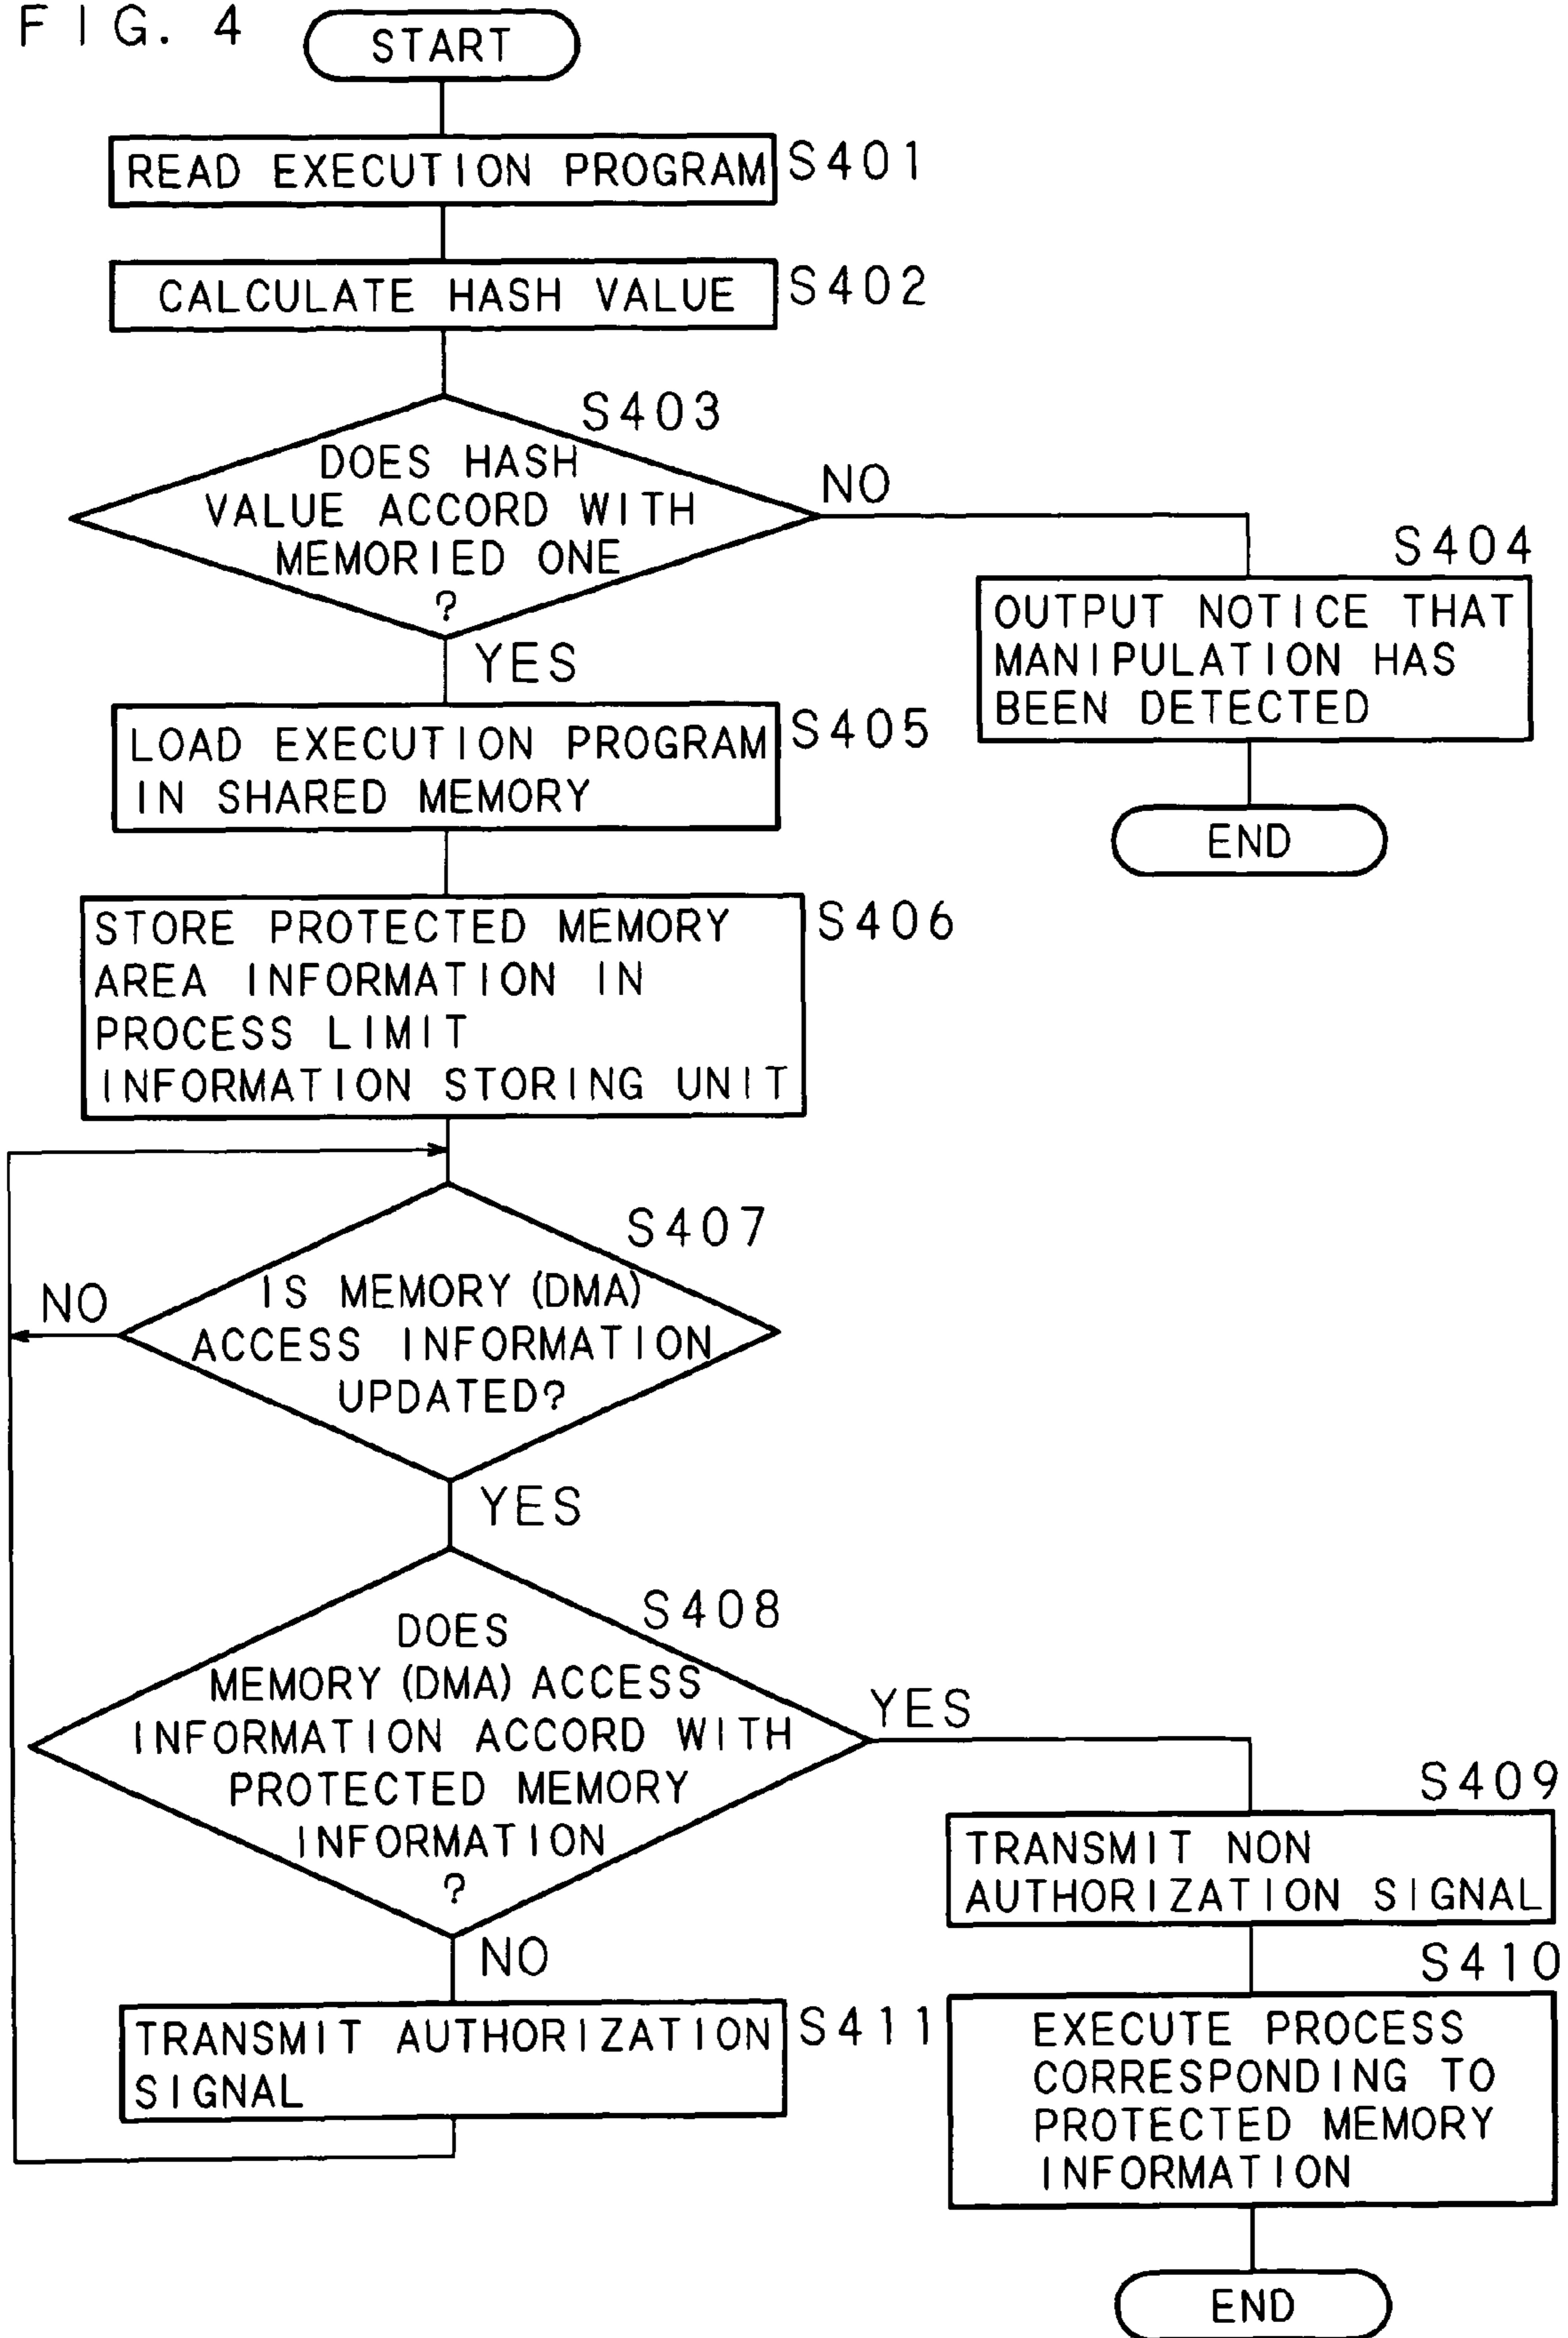 FIG. 4
START
READ EXECUTION PROGRAM
S401
CALCULATE HASH VALUE
S402
S403
DOES HASH
VALUE ACCORD WITH
MEMORIED ONE
?
NO
YES
S404
OUTPUT NOTICE THAT
MANIPULATION HAS
BEEN DETECTED
END
LOAD EXECUTION PROGRAM
IN SHARED MEMORY
S405
STORE PROTECTED MEMORY
AREA INFORMATION IN
PROCESS LIMIT
INFORMATION STORING UNIT
S406
S407
IS MEMORY (DMA)
ACCESS INFORMATION
UPDATED?
NO
YES
S408
DOES
MEMORY (DMA) ACCESS
INFORMATION ACCORD WITH
PROTECTED MEMORY
INFORMATION
?
YES
NO
S409
TRANSMIT NON
AUTHORIZATION SIGNAL
S410
EXECUTE PROCESS
CORRESPONDING TO
PROTECTED MEMORY
INFORMATION
END
TRANSMIT AUTHORIZATION
SIGNAL
S411